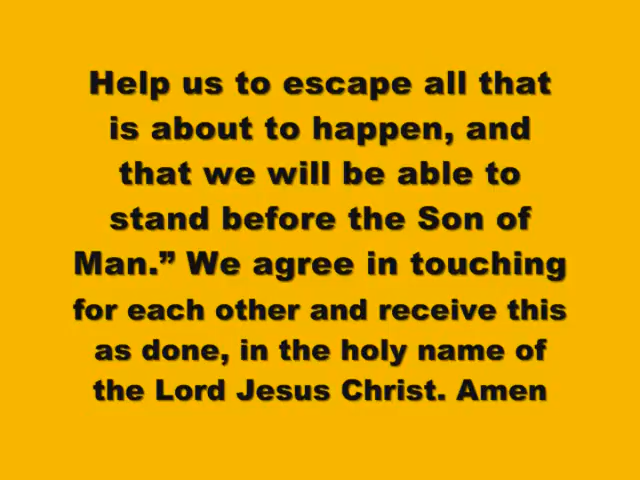 Help us to escape all that
is about to happen, and
that we will be able to
stand before the Son of
Man.” We agree in touching
for each other and receive this
as done, in the holy name of
the Lord Jesus Christ. Amen